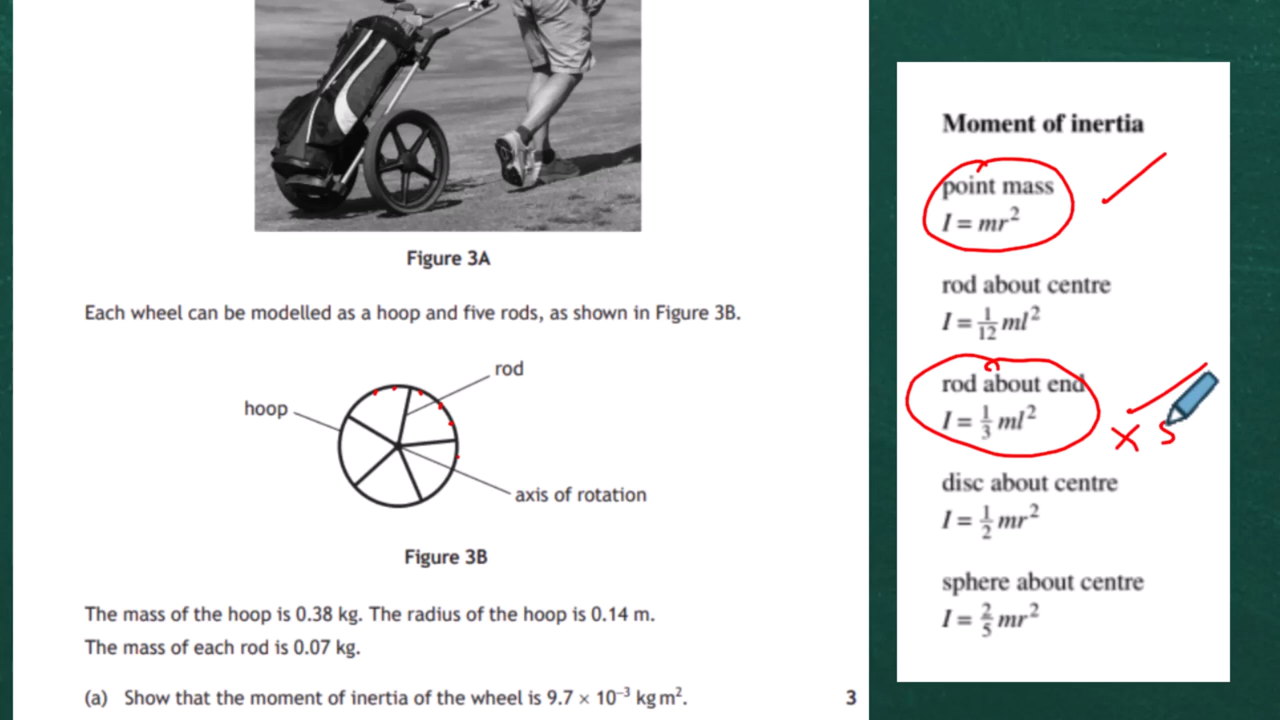 Figure 3A
Each wheel can be modelled as a hoop and five rods, as shown in Figure 3B.
rod
hoop
axis of rotation
Figure 3B
The mass of the hoop is 0.38 kg. The radius of the hoop is 0.14 m.
The mass of each rod is 0.07 kg.
(a) Show that the moment of inertia of the wheel is 9.7 × 10⁻³ kg m². 3
Moment of inertia
point mass
I = mr²
rod about centre
I = 1/12 ml²
rod about end
I = 1/3 ml²
× 5
disc about centre
I = 1/2 mr²
sphere about centre
I = 2/5 mr²